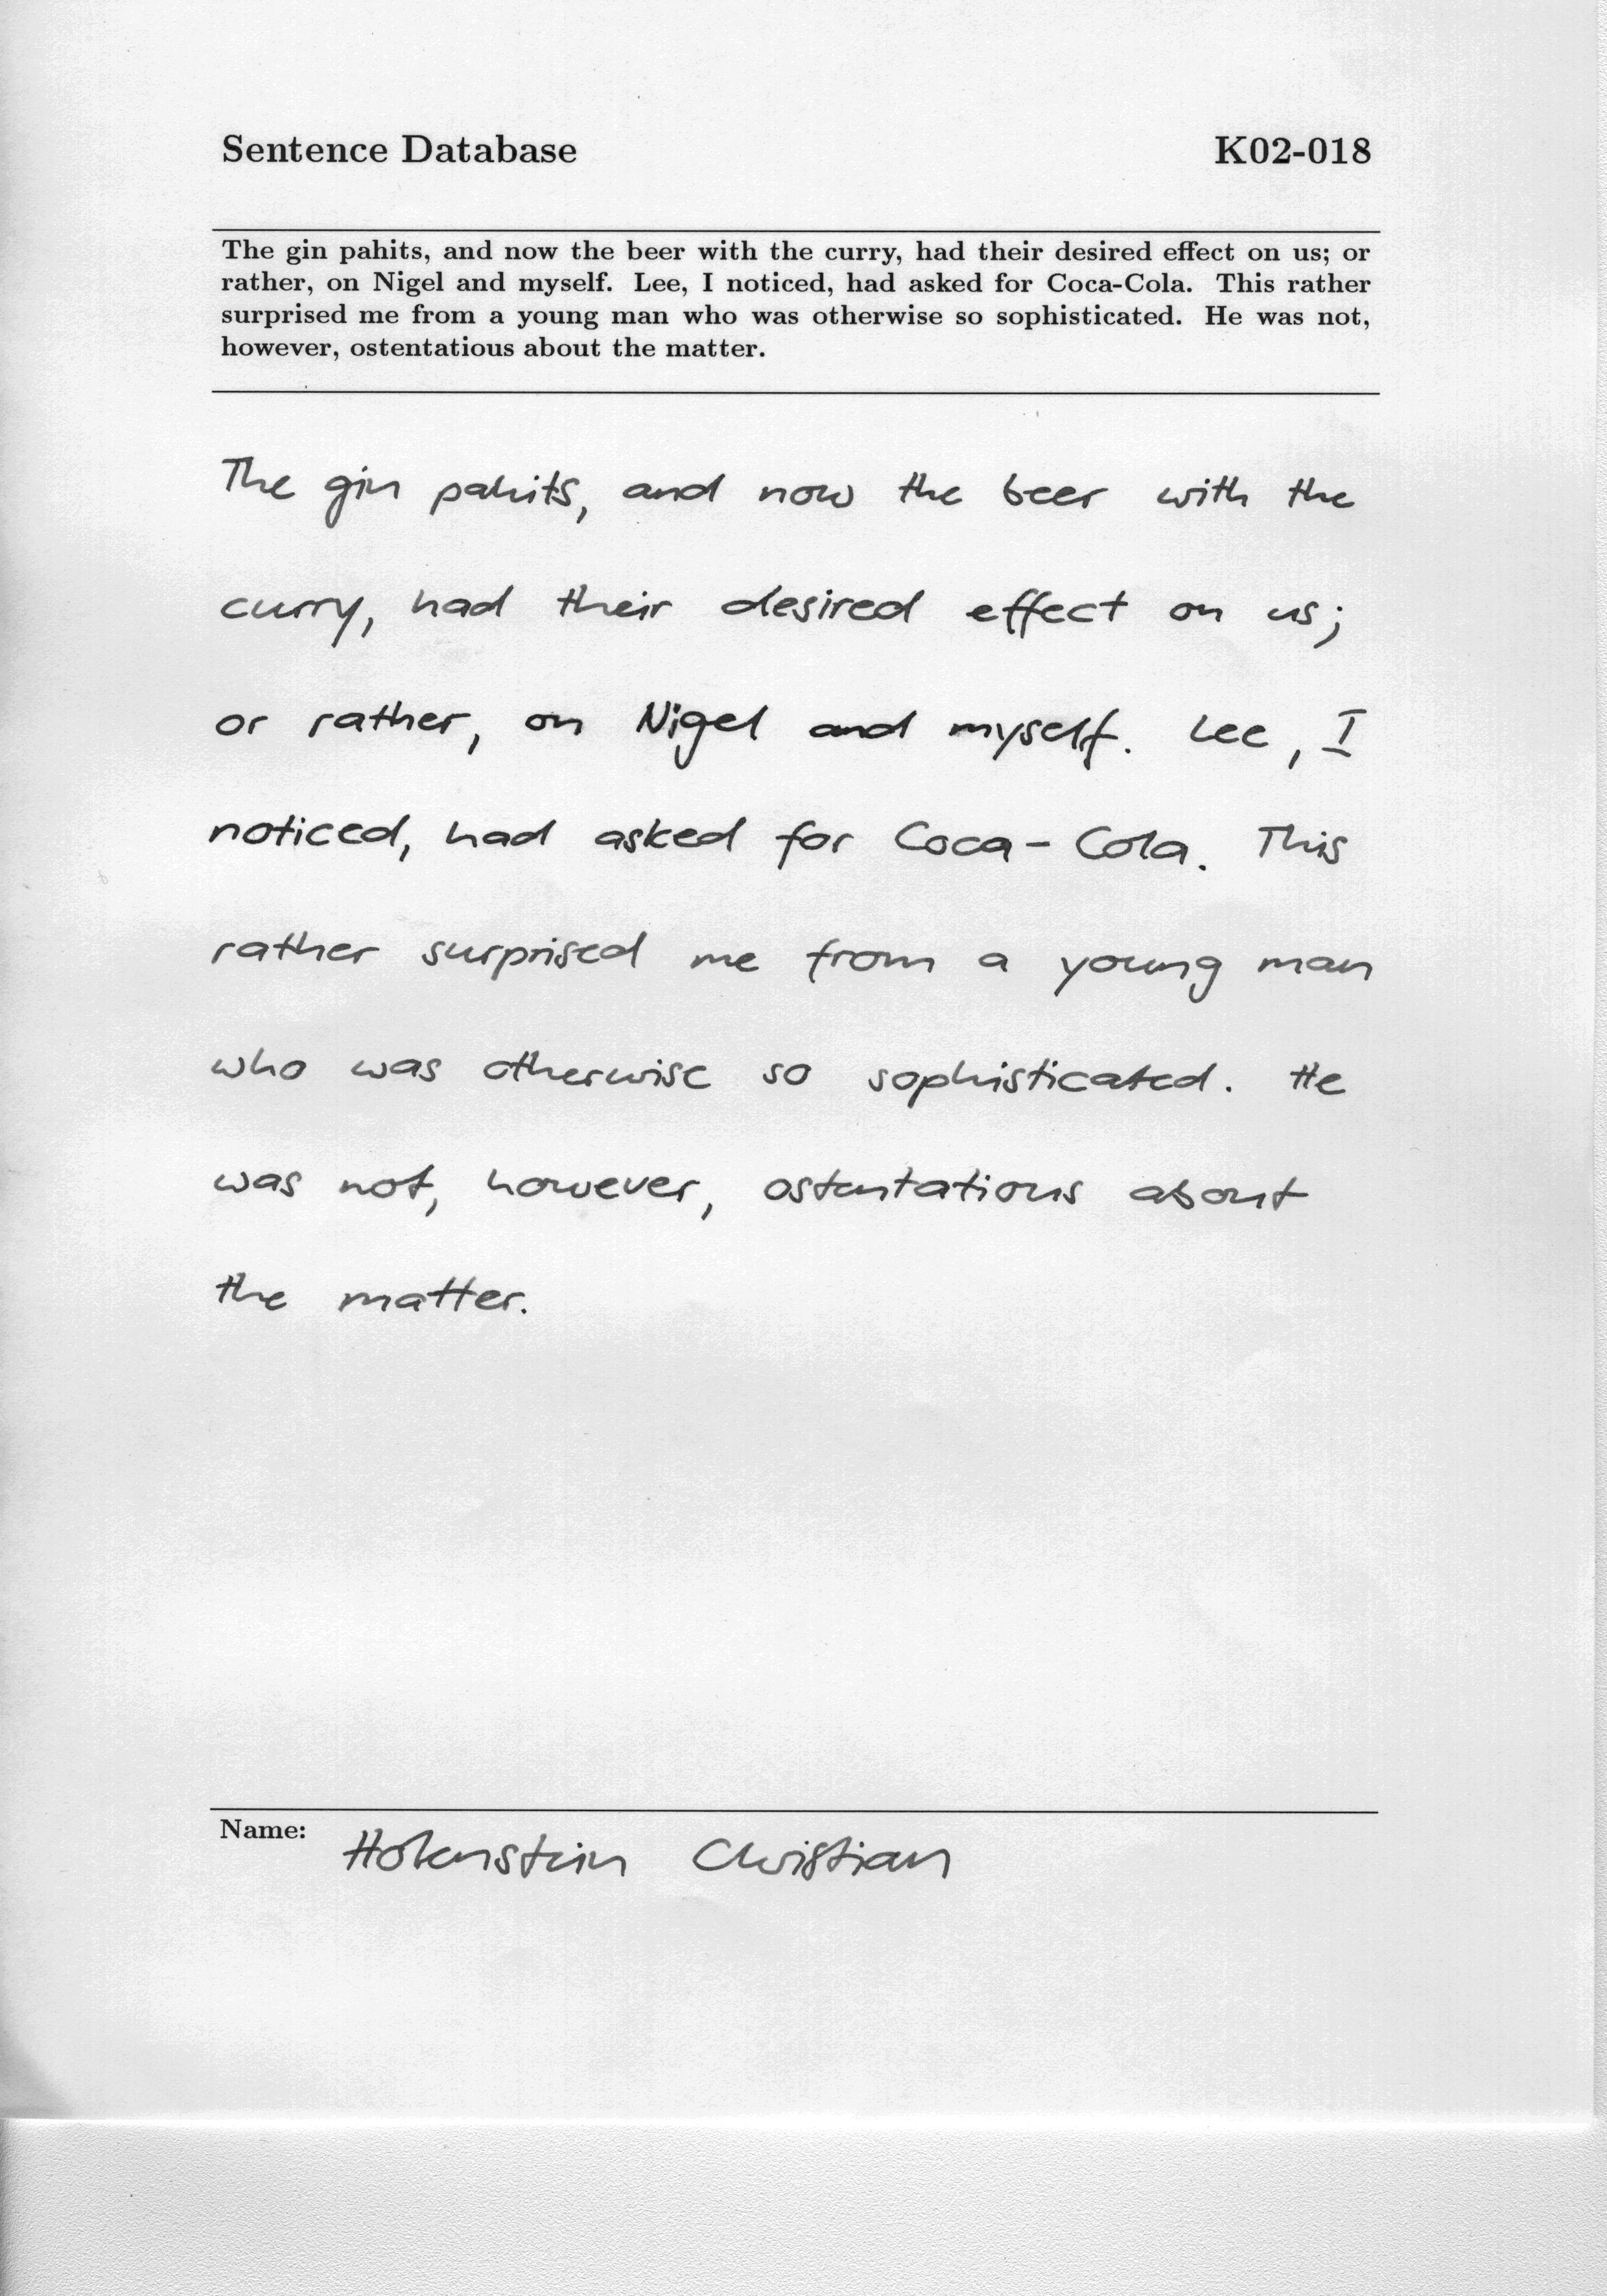 Sentence Database K02-018
The gin pahits, and now the beer with the curry, had their desired effect on us; or
rather, on Nigel and myself. Lee, I noticed, had asked for Coca-Cola. This rather
surprised me from a young man who was otherwise so sophisticated. He was not,
however, ostentatious about the matter.
The gin pahits, and now the beer with the
curry, had their desired effect on us;
or rather, on Nigel and myself. Lee, I
noticed, had asked for Coca-Cola. This
rather surprised me from a young man
who was otherwise so sophisticated. He
was not, however, ostentatious about
the matter.
Name: Holenstein Christian